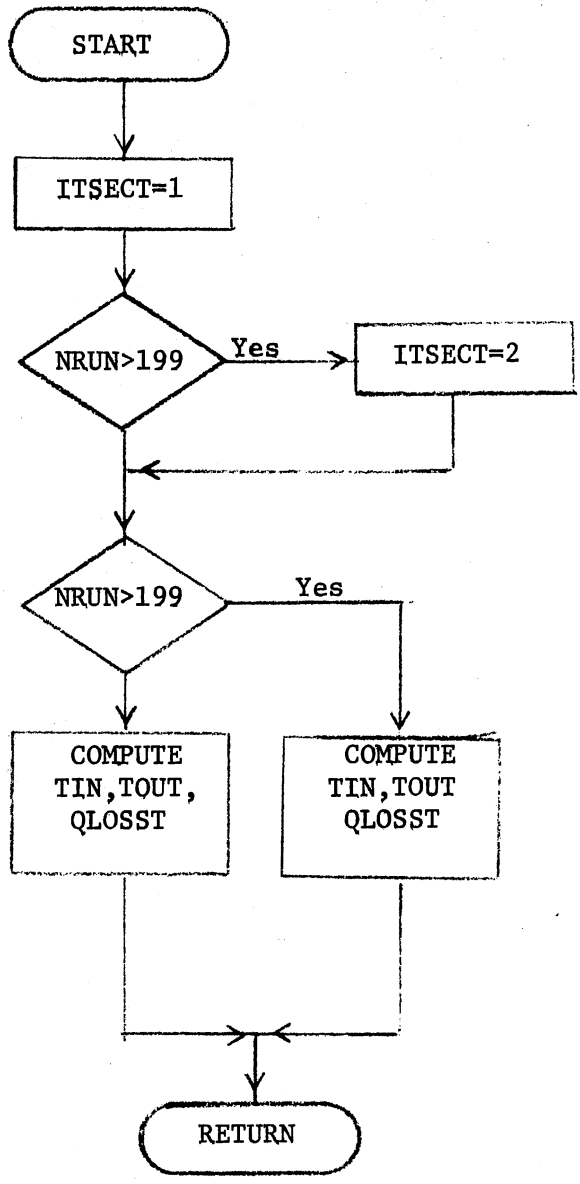 START
ITSECT=1
NRUN>199
Yes
ITSECT=2
NRUN>199
Yes
COMPUTE
TIN,TOUT,
QLOSST
COMPUTE
TIN,TOUT
QLOSST
RETURN